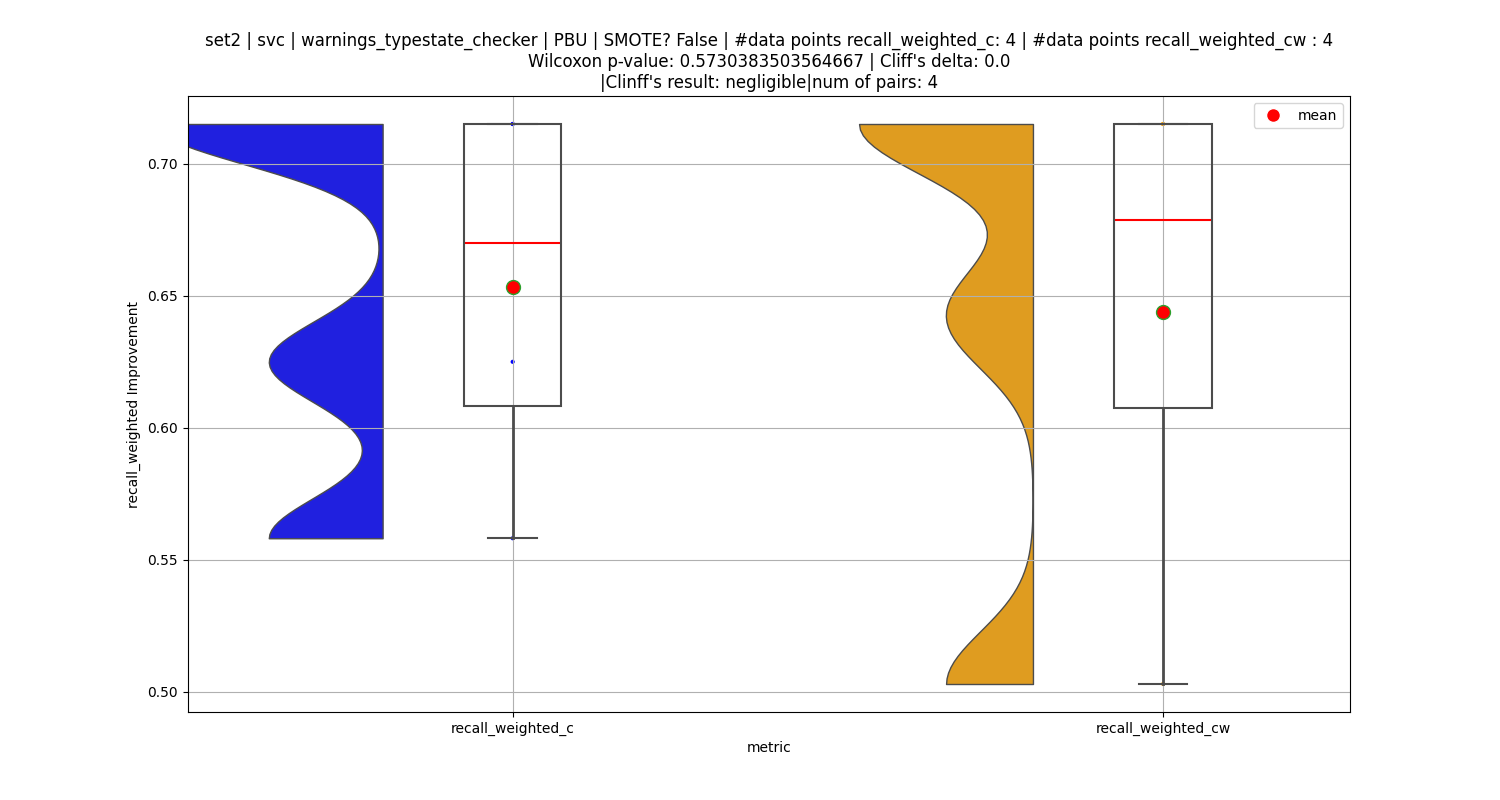 set2 | svc | warnings_typestate_checker | PBU | SMOTE? False | #data points recall_weighted_c: 4 | #data points recall_weighted_cw : 4
Wilcoxon p-value: 0.5730383503564667 | Cliff's delta: 0.0
|Clinff's result: negligible|num of pairs: 4
mean
0.70
0.65
0.60
0.55
0.50
recall_weighted Improvement
recall_weighted_c
recall_weighted_cw
metric